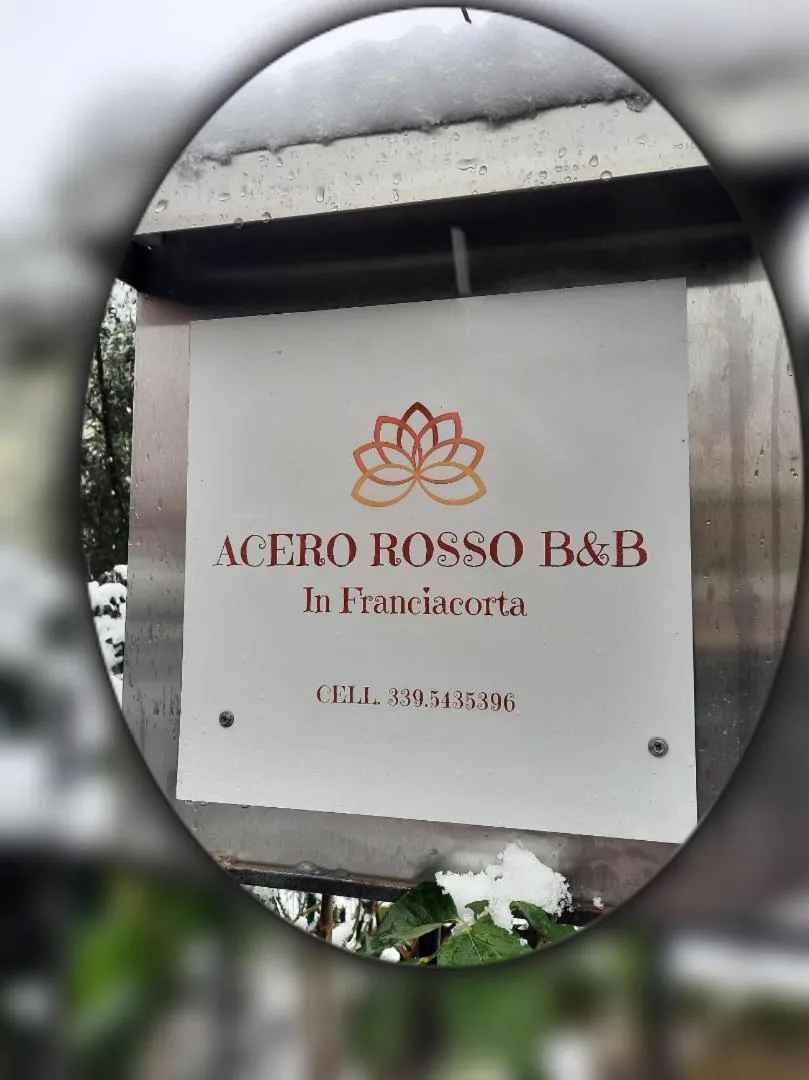 ACERO ROSSO B&B
In Franciacorta
CELL. 339.5435396